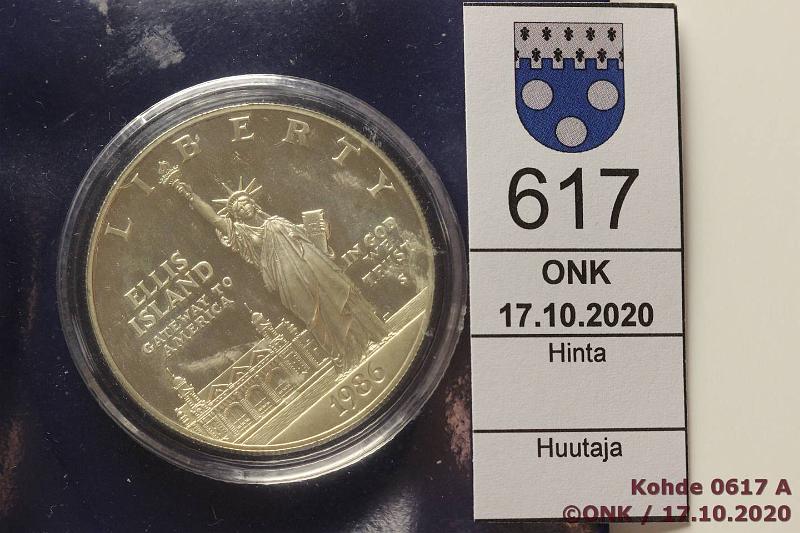 LIBERTY
ELLIS
ISLAND
GATEWAY TO
AMERICA
IN GOD
WE
TRUST
S
1986
617
ONK
17.10.2020
Hinta
Huutaja
Kohde 0617 A
©ONK / 17.10.2020